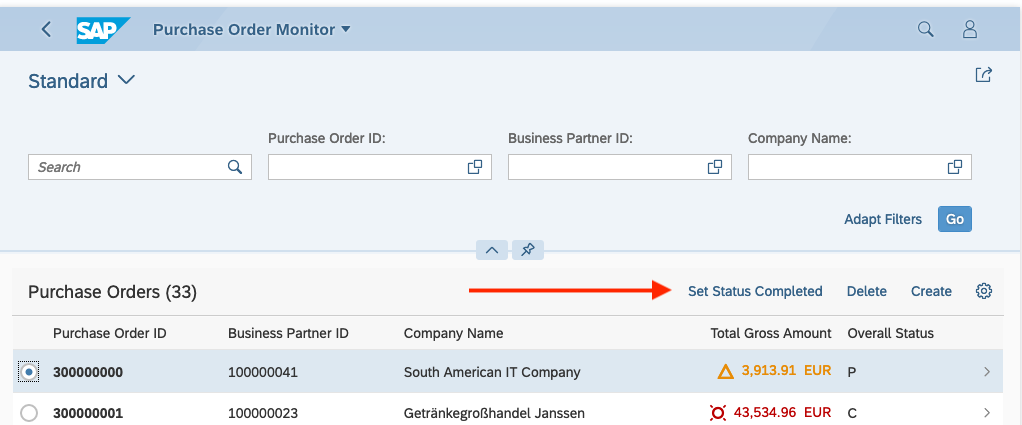 SAP Purchase Order Monitor
Standard
Purchase Order ID: Business Partner ID: Company Name:
Search
Adapt Filters Go
Purchase Orders (33) Set Status Completed Delete Create
Purchase Order ID Business Partner ID Company Name Total Gross Amount Overall Status
300000000 100000041 South American IT Company 3,913.91 EUR P
300000001 100000023 Getränkegroßhandel Janssen 43,534.96 EUR C